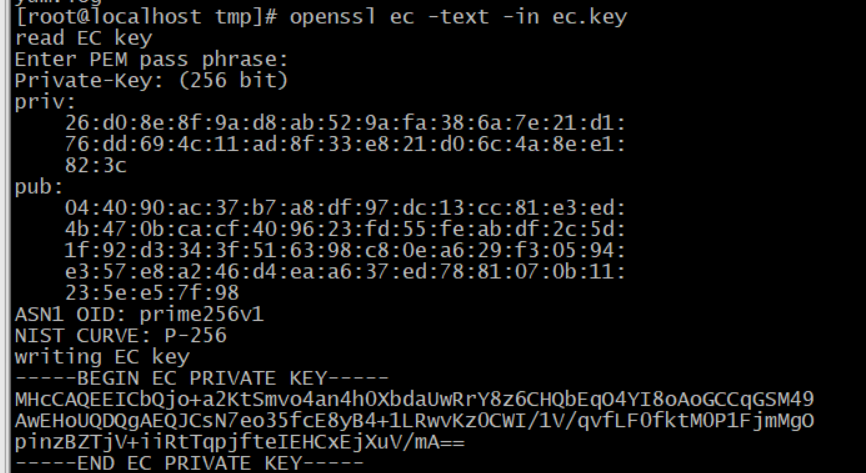 yum.log
[root@localhost tmp]# openssl ec -text -in ec.key
read EC key
Enter PEM pass phrase:
Private-Key: (256 bit)
priv:
26:d0:8e:8f:9a:d8:ab:52:9a:fa:38:6a:7e:21:d1:
76:dd:69:4c:11:ad:8f:33:e8:21:d0:6c:4a:8e:e1:
82:3c
pub:
04:40:90:ac:37:b7:a8:df:97:dc:13:cc:81:e3:ed:
4b:47:0b:ca:cf:40:96:23:fd:55:fe:ab:df:2c:5d:
1f:92:d3:34:3f:51:63:98:c8:0e:a6:29:f3:05:94:
e3:57:e8:a2:46:d4:ea:a6:37:ed:78:81:07:0b:11:
23:5e:e5:7f:98
ASN1 OID: prime256v1
NIST CURVE: P-256
writing EC key
-----BEGIN EC PRIVATE KEY-----
MHcCAQEEICbQjo+a2KtSmvo4an4h0XbdaUwRrY8z6CHQbEqO4YI8oAoGCCqGSM49
AwEHoUQDQgAEQJCsN7eo35fcE8yB4+1LRwvKz0CWI/1V/qvfLF0fktM0P1FjmMgO
pinzBZTjV+iiRtTqpjfteIEHCxEjXuV/mA==
-----END EC PRIVATE KEY-----